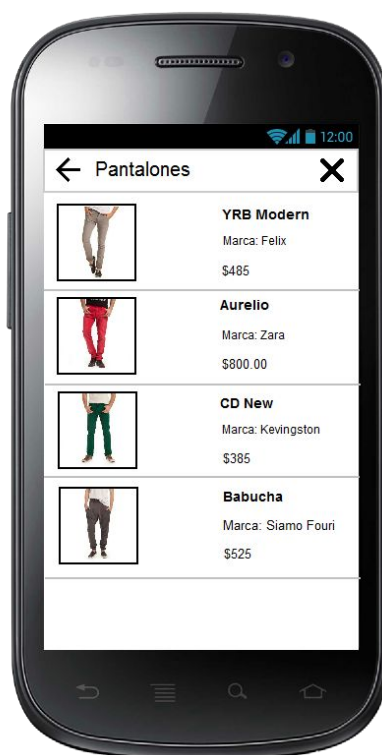 12:00
Pantalones
YRB Modern
Marca: Felix
$485
Aurelio
Marca: Zara
$800.00
CD New
Marca: Kevingston
$385
Babucha
Marca: Siamo Fouri
$525